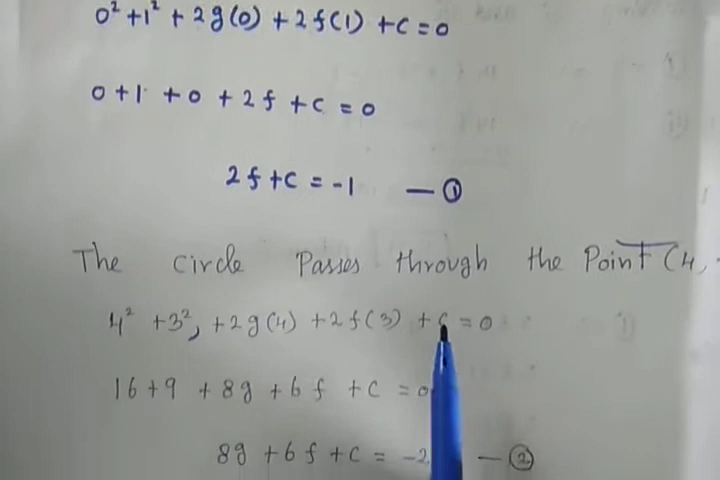 0² + 1² + 2g(0) + 2f(1) + c = 0
0 + 1 + 0 + 2f + c = 0
2f + c = -1 — ①
The circle Passes through the Point (4,
4² + 3², + 2g(4) + 2f(3) + c = 0
16 + 9 + 8g + 6f + c = 0
8g + 6f + c = -2 — ②